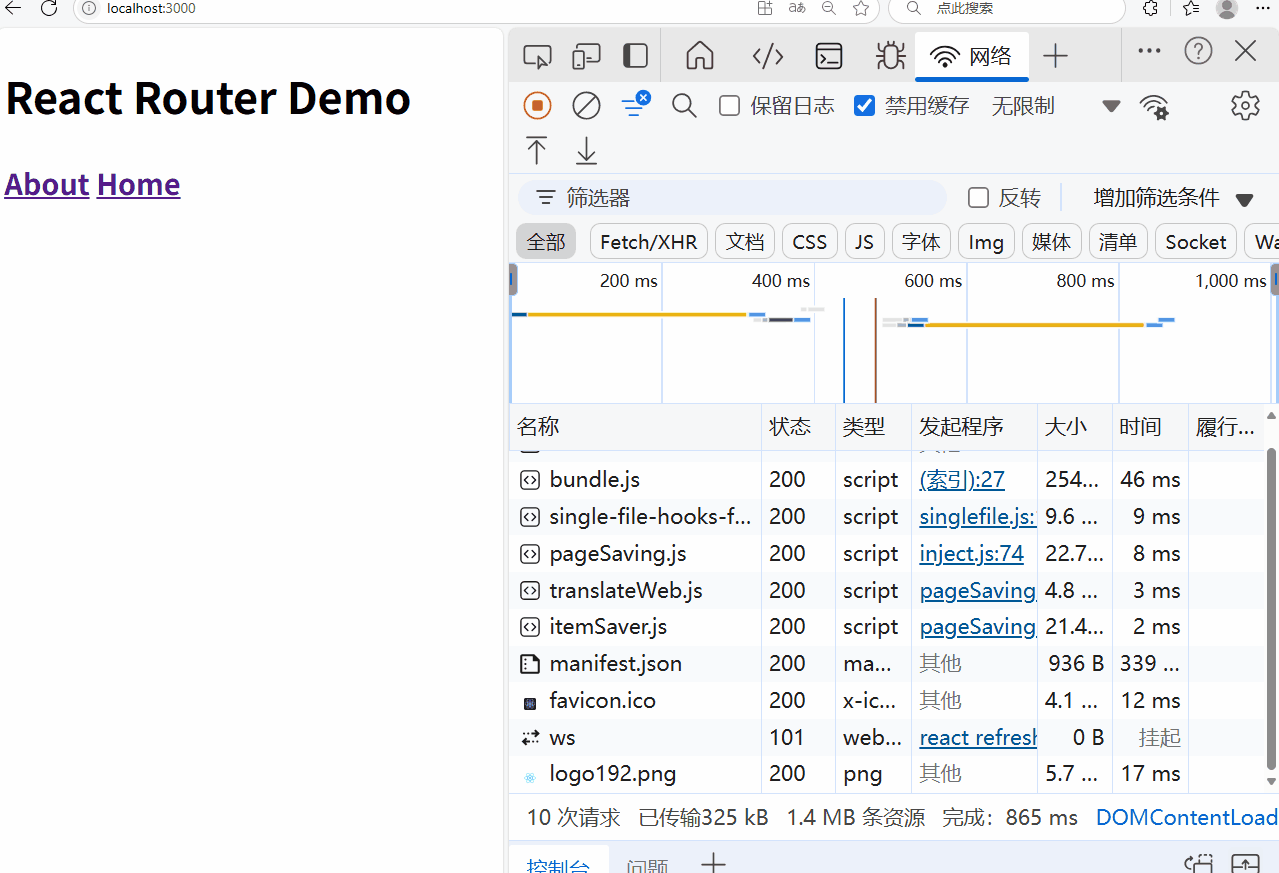 localhost:3000
aあ
点此搜索
React Router Demo
About Home
网络
保留日志 禁用缓存 无限制
筛选器 反转 增加筛选条件
全部 Fetch/XHR 文档 CSS JS 字体 Img 媒体 清单 Socket Wa
200 ms 400 ms 600 ms 800 ms 1,000 ms
名称 状态 类型 发起程序 大小 时间 履行...
bundle.js 200 script (索引):27 254... 46 ms
single-file-hooks-f... 200 script singlefile.js: 9.6 ... 9 ms
pageSaving.js 200 script inject.js:74 22.7... 8 ms
translateWeb.js 200 script pageSaving 4.8 ... 3 ms
itemSaver.js 200 script pageSaving 21.4... 2 ms
manifest.json 200 ma... 其他 936 B 339 ...
favicon.ico 200 x-ic... 其他 4.1 ... 12 ms
ws 101 web... react refresh 0 B 挂起
logo192.png 200 png 其他 5.7 ... 17 ms
10 次请求 已传输325 kB 1.4 MB 条资源 完成: 865 ms DOMContentLoad
控制台 问题